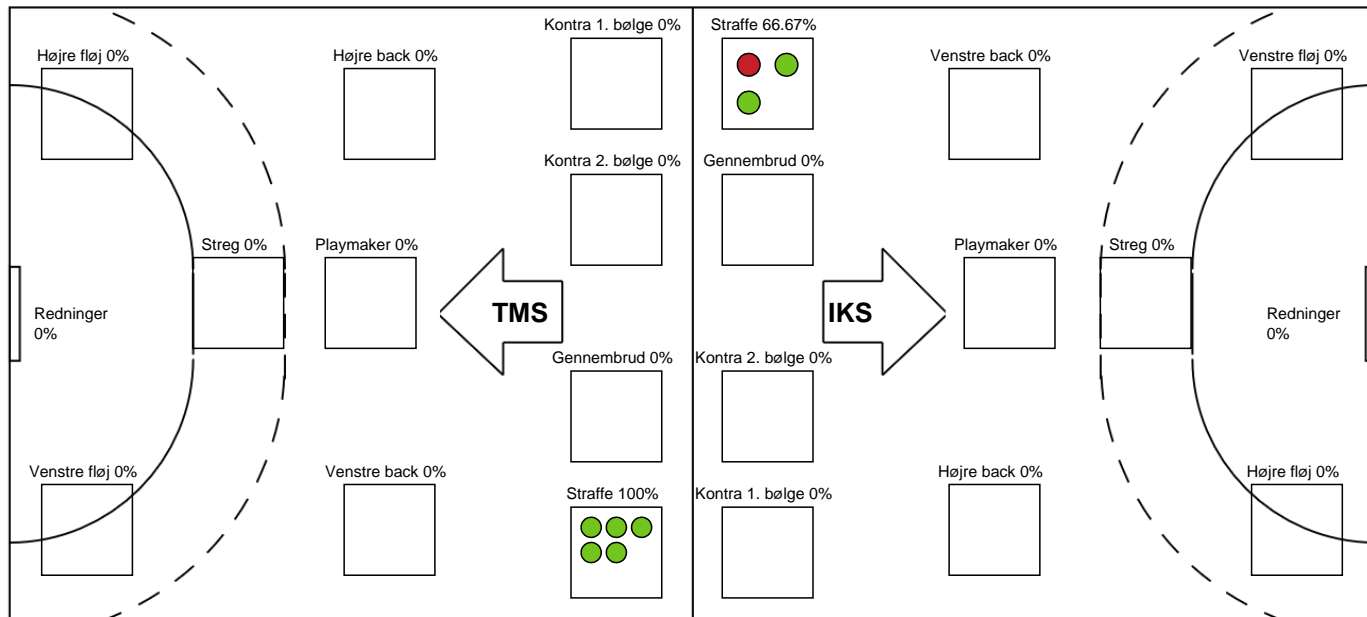 Kontra 1. bølge 0%
Straffe 66.67%
Højre fløj 0%
Højre back 0%
Venstre back 0%
Venstre fløj 0%
Kontra 2. bølge 0%
Gennembrud 0%
Streg 0%
Playmaker 0%
Playmaker 0%
Streg 0%
TMS
IKS
Redninger
0%
Redninger
0%
Gennembrud 0%
Kontra 2. bølge 0%
Venstre fløj 0%
Venstre back 0%
Højre back 0%
Højre fløj 0%
Straffe 100%
Kontra 1. bølge 0%